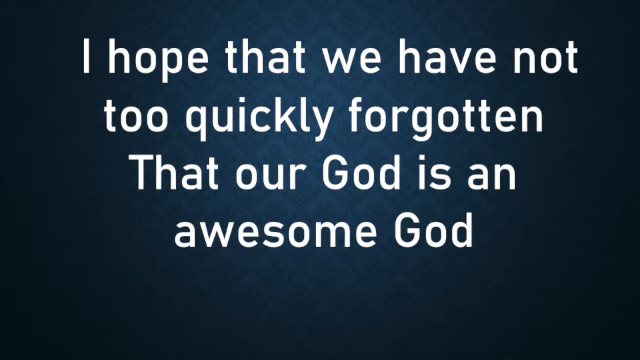 I hope that we have not
too quickly forgotten
That our God is an
awesome God